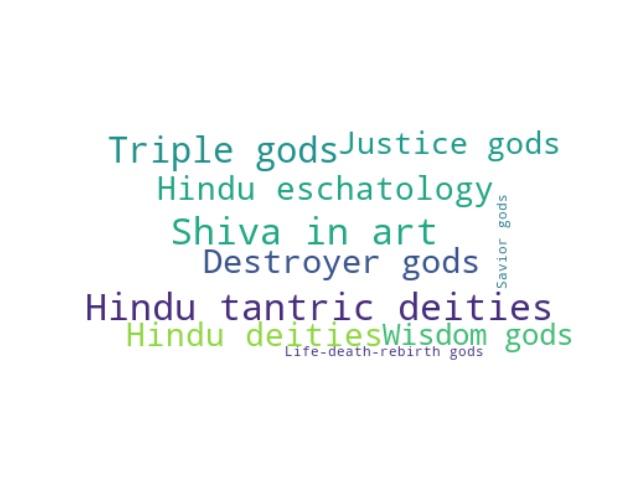 Triple gods
Justice gods
Hindu eschatology
Savior gods
Shiva in art
Destroyer gods
Hindu tantric deities
Hindu deities
Wisdom gods
Life-death-rebirth gods